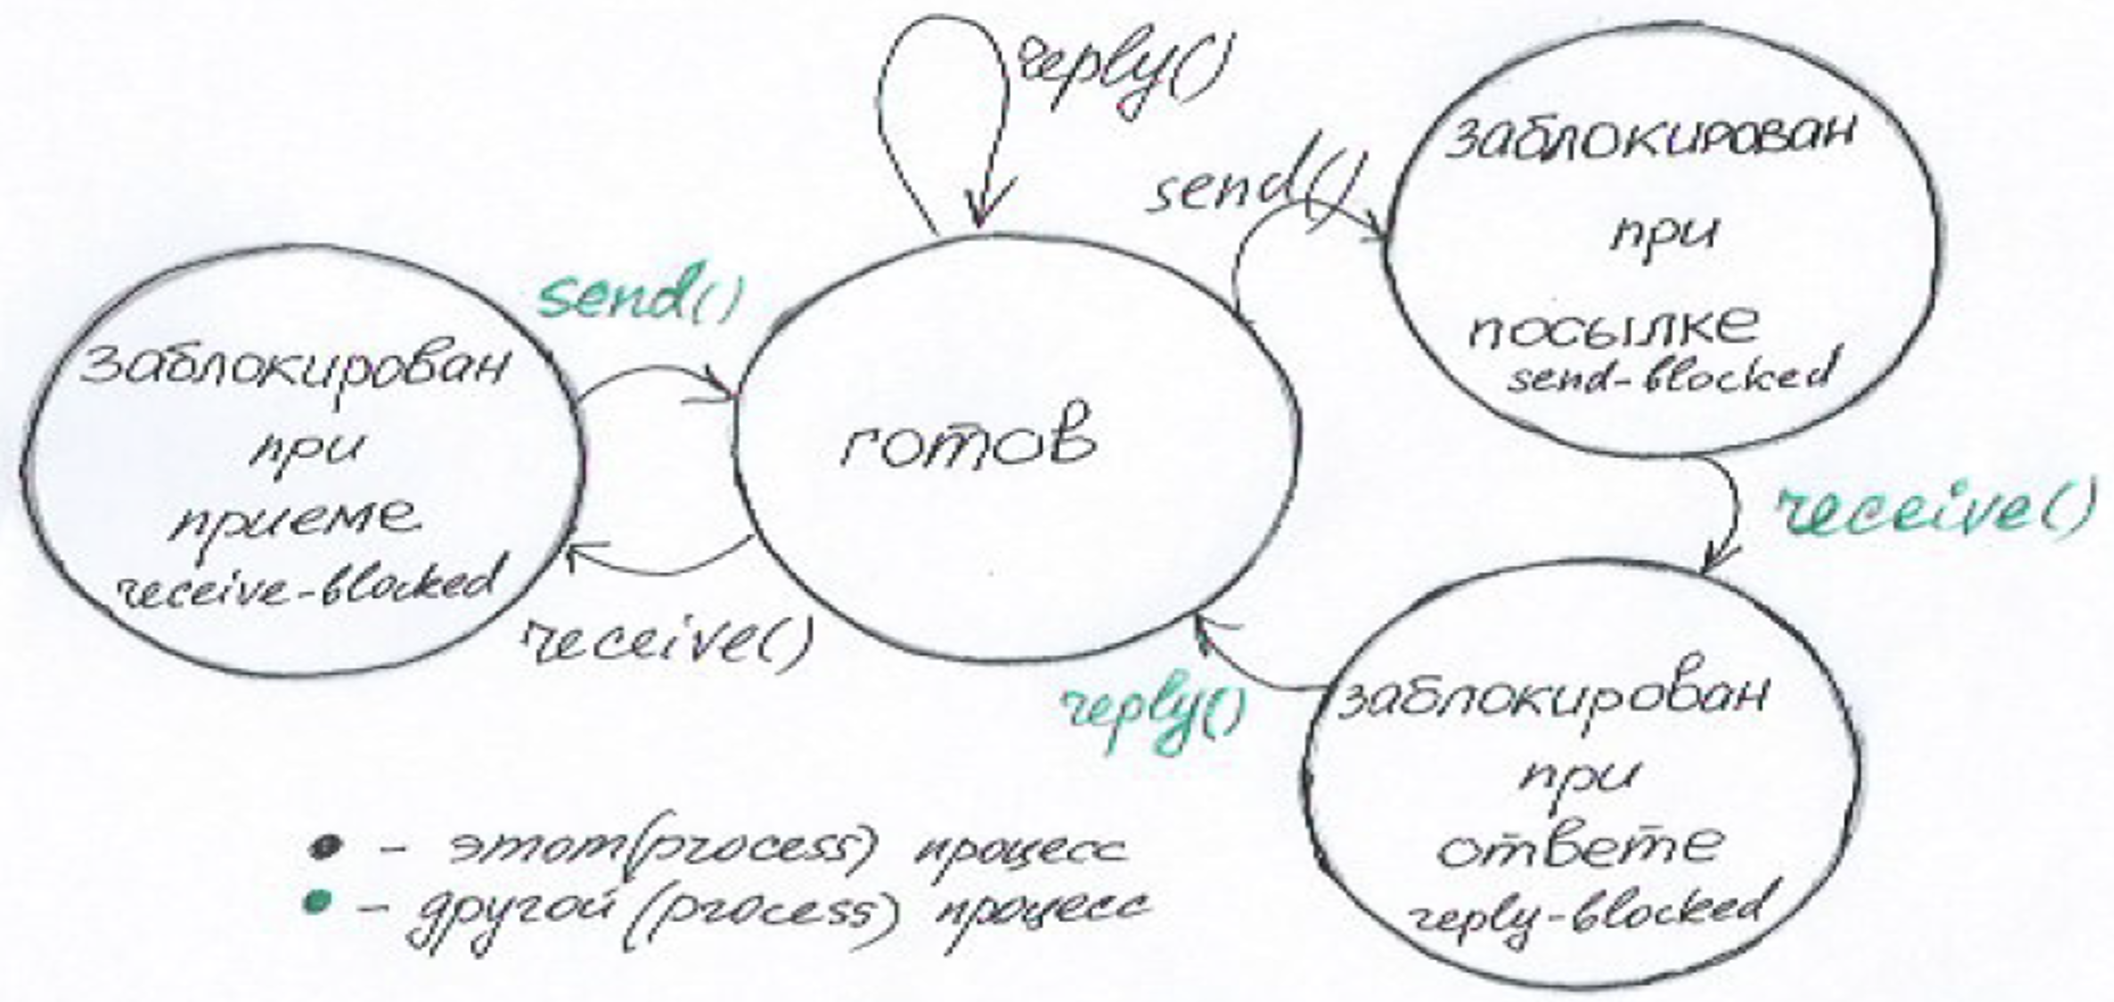 reply()
send()
заблокирован
при
посылке
send-blocked
send()
заблокирован
при
приеме
receive-blocked
готов
receive()
receive()
reply()
заблокирован
при
ответе
reply-blocked
• - этот(process) процесс
• - другой (process) процесс